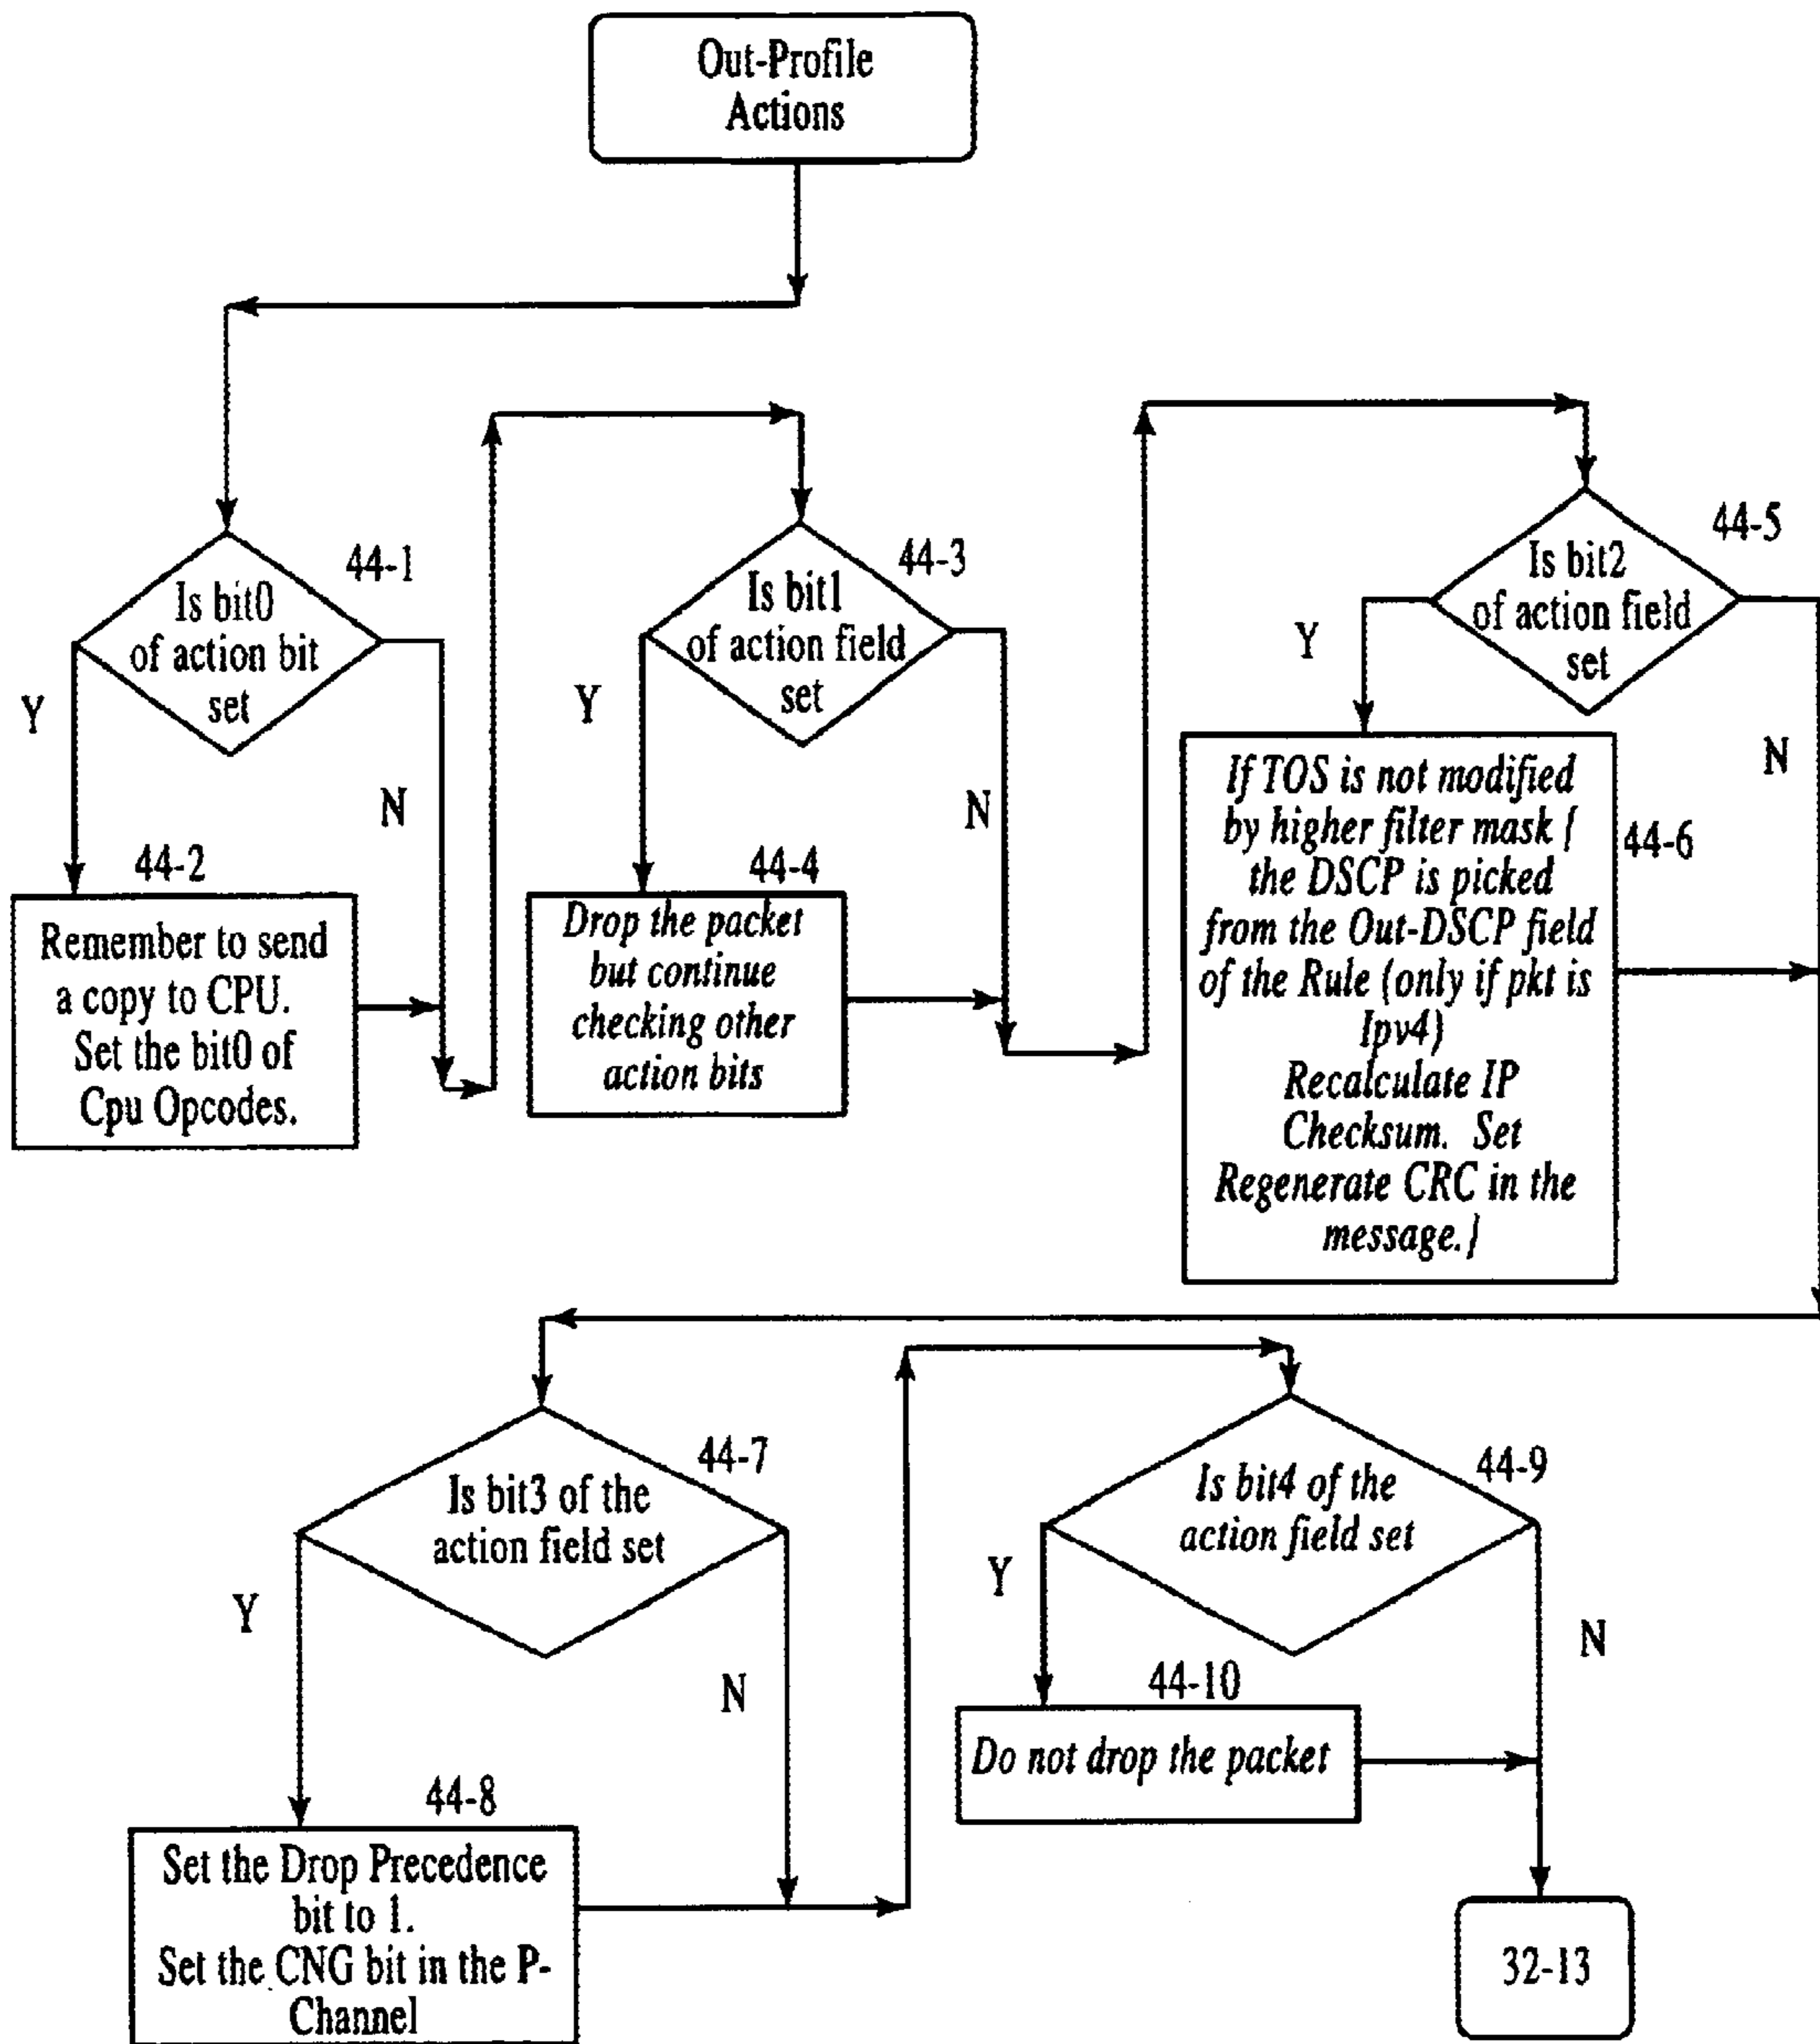 Out-Profile
Actions
44-1
Is bit0
of action bit
set
Y
N
44-2
Remember to send
a copy to CPU.
Set the bit0 of
Cpu Opcodes.
44-3
Is bit1
of action field
set
Y
N
44-4
Drop the packet
but continue
checking other
action bits
44-5
Is bit2
of action field
set
Y
N
44-6
If TOS is not modified
by higher filter mask [
the DSCP is picked
from the Out-DSCP field
of the Rule (only if pkt is
Ipv4)
Recalculate IP
Checksum. Set
Regenerate CRC in the
message.]
44-7
Is bit3 of the
action field set
Y
N
44-8
Set the Drop Precedence
bit to 1.
Set the CNG bit in the P-
Channel
44-9
Is bit4 of the
action field set
Y
N
44-10
Do not drop the packet
32-13